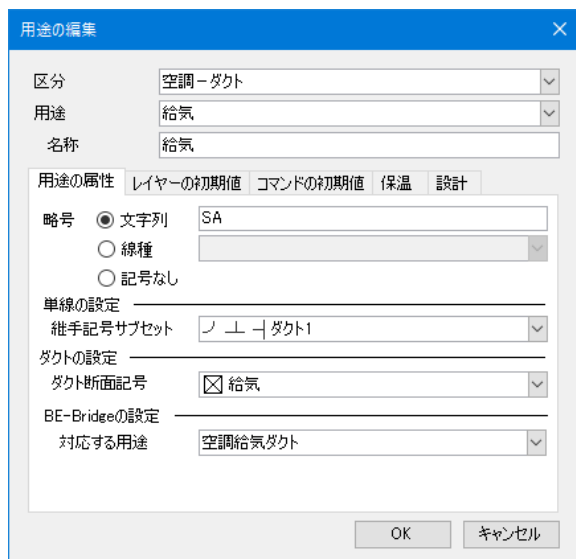 用途の編集
区分 空調－ダクト
用途 給気
名称 給気
用途の属性 レイヤーの初期値 コマンドの初期値 保温 設計
略号 文字列 SA
線種
記号なし
単線の設定
継手記号サブセット ダクト1
ダクトの設定
ダクト断面記号 給気
BE-Bridgeの設定
対応する用途 空調給気ダクト
OK キャンセル